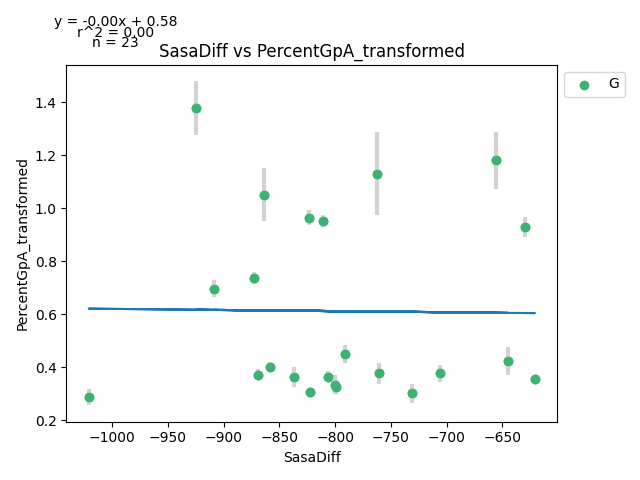 y = -0.00x + 0.58
r^2 = 0.00
n = 23
SasaDiff vs PercentGpA_transformed
G
PercentGpA_transformed
1.4
1.2
1.0
0.8
0.6
0.4
0.2
−1000 −950 −900 −850 −800 −750 −700 −650
SasaDiff